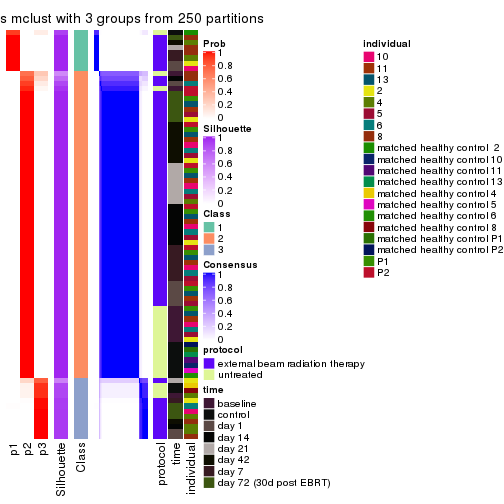 s mclust with 3 groups from 250 partitions
Prob
1
0.8
0.6
0.4
0.2
0
Silhouette
1
0.8
0.6
0.4
0.2
0
Class
1
2
3
Consensus
1
0.8
0.6
0.4
0.2
0
protocol
external beam radiation therapy
untreated
time
baseline
control
day 1
day 14
day 21
day 42
day 7
day 72 (30d post EBRT)
individual
10
11
13
2
4
5
6
8
matched healthy control 2
matched healthy control 10
matched healthy control 11
matched healthy control 13
matched healthy control 4
matched healthy control 5
matched healthy control 6
matched healthy control 8
matched healthy control P1
matched healthy control P2
P1
P2
p1
p2
p3
Silhouette
Class
protocol
time
individual